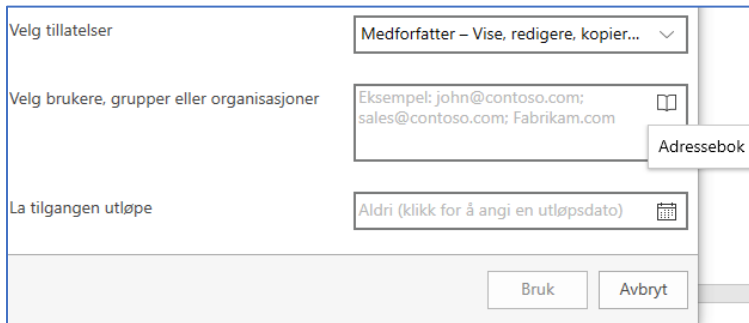 Velg tillatelser
Medforfatter – Vise, redigere, kopier...
Velg brukere, grupper eller organisasjoner
Eksempel: john@contoso.com;
sales@contoso.com; Fabrikam.com
Adressebok
La tilgangen utløpe
Aldri (klikk for å angi en utløpsdato)
Bruk
Avbryt